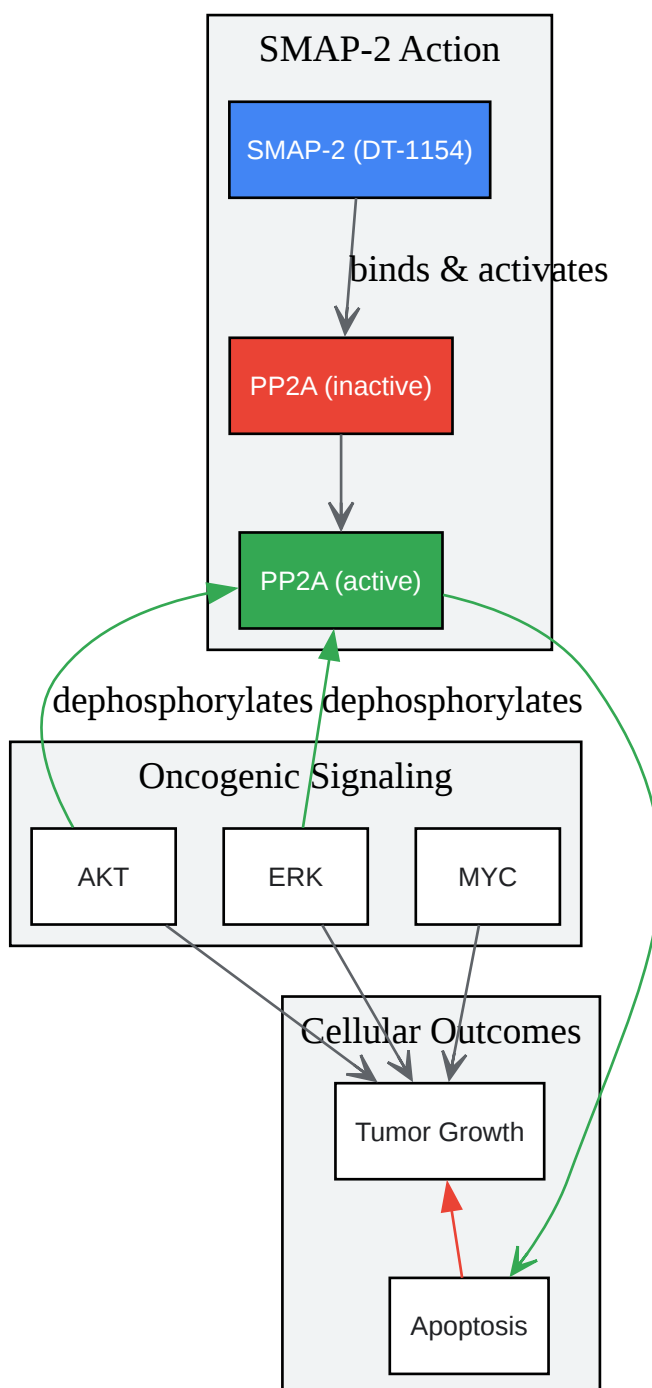 SMAP-2 Action
SMAP-2 (DT-1154)
binds & activates
PP2A (inactive)
PP2A (active)
dephosphorylates
dephosphorylates
Oncogenic Signaling
AKT
ERK
MYC
Cellular Outcomes
Tumor Growth
Apoptosis